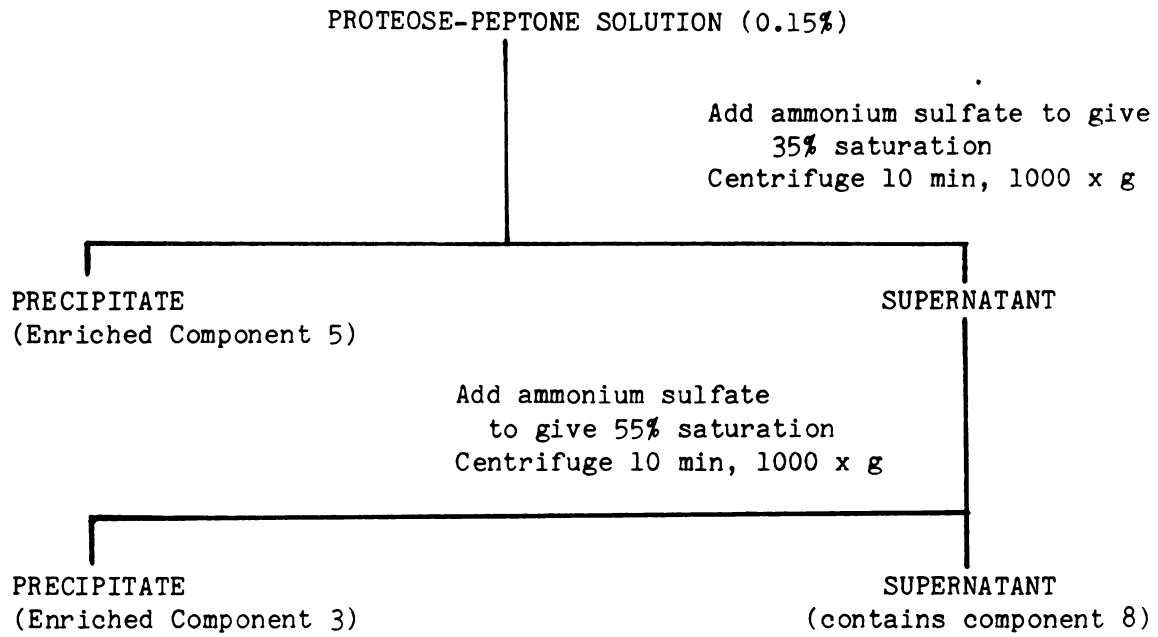 PROTEOSE-PEPTONE SOLUTION (0.15%)
Add ammonium sulfate to give
35% saturation
Centrifuge 10 min, 1000 x g
PRECIPITATE
(Enriched Component 5)
SUPERNATANT
Add ammonium sulfate
to give 55% saturation
Centrifuge 10 min, 1000 x g
PRECIPITATE
(Enriched Component 3)
SUPERNATANT
(contains component 8)